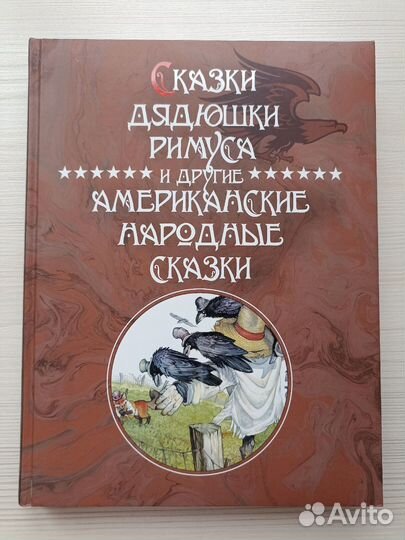 Сказки
дядюшки
Римуса
и другие
американские
народные
сказки
Avito